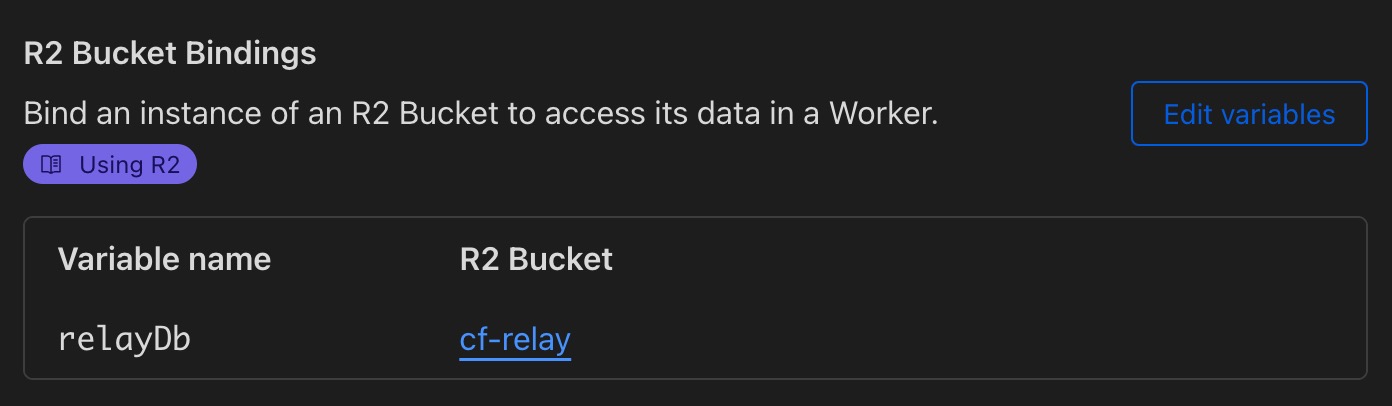 R2 Bucket Bindings
Bind an instance of an R2 Bucket to access its data in a Worker.
Edit variables
Using R2
Variable name R2 Bucket
relayDb cf-relay